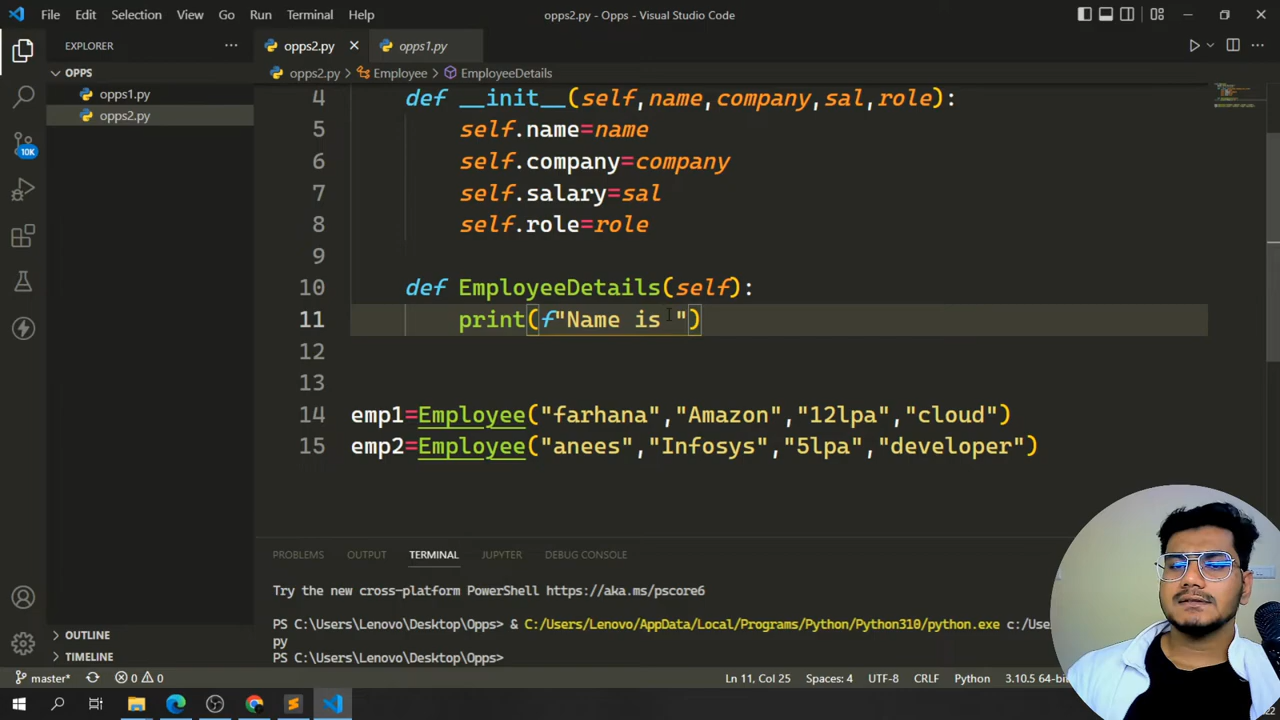 File Edit Selection View Go Run Terminal Help opps2.py - Opps - Visual Studio Code
EXPLORER
OPPS
opps1.py
opps2.py
10K
OUTLINE
TIMELINE
opps2.py opps1.py
opps2.py Employee EmployeeDetails
4 def __init__(self,name,company,sal,role):
5 self.name=name
6 self.company=company
7 self.salary=sal
8 self.role=role
9
10 def EmployeeDetails(self):
11 print(f"Name is ")
12
13
14 emp1=Employee("farhana","Amazon","12lpa","cloud")
15 emp2=Employee("anees","Infosys","5lpa","developer")
PROBLEMS OUTPUT TERMINAL JUPYTER DEBUG CONSOLE
Try the new cross-platform PowerShell https://aka.ms/pscore6
PS C:\Users\Lenovo\Desktop\Opps> & C:/Users/Lenovo/AppData/Local/Programs/Python/Python310/python.exe c:/Us
py
PS C:\Users\Lenovo\Desktop\Opps>
master* 0 0 Ln 11, Col 25 Spaces: 4 UTF-8 CRLF Python 3.10.5 64-bi